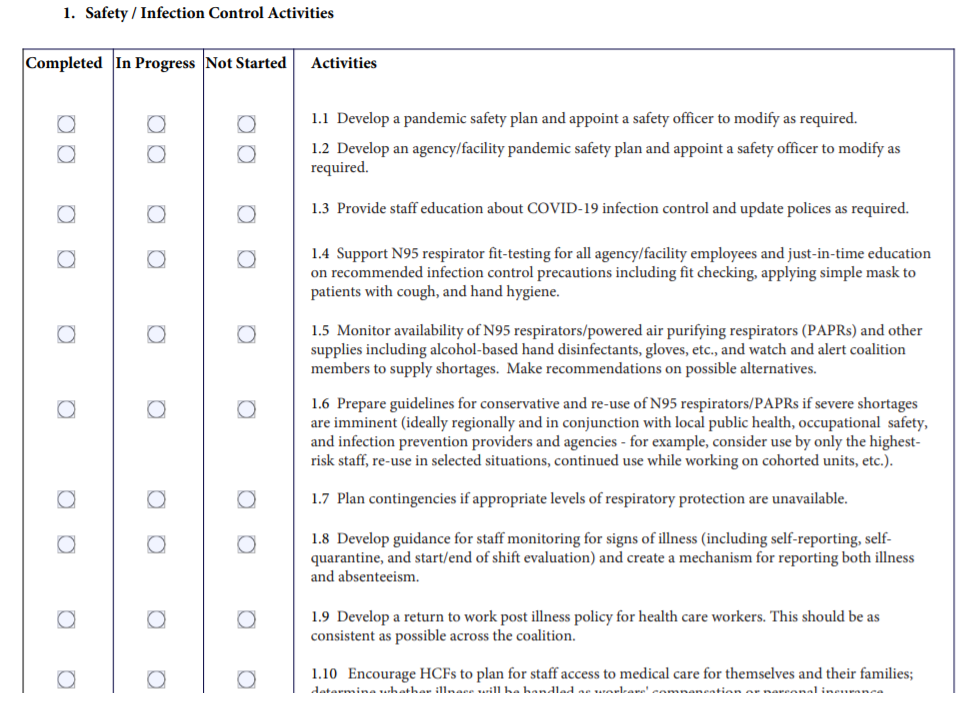 1. Safety / Infection Control Activities
Completed In Progress Not Started Activities
1.1 Develop a pandemic safety plan and appoint a safety officer to modify as required.
1.2 Develop an agency/facility pandemic safety plan and appoint a safety officer to modify as
required.
1.3 Provide staff education about COVID-19 infection control and update polices as required.
1.4 Support N95 respirator fit-testing for all agency/facility employees and just-in-time education
on recommended infection control precautions including fit checking, applying simple mask to
patients with cough, and hand hygiene.
1.5 Monitor availability of N95 respirators/powered air purifying respirators (PAPRs) and other
supplies including alcohol-based hand disinfectants, gloves, etc., and watch and alert coalition
members to supply shortages. Make recommendations on possible alternatives.
1.6 Prepare guidelines for conservative and re-use of N95 respirators/PAPRs if severe shortages
are imminent (ideally regionally and in conjunction with local public health, occupational safety,
and infection prevention providers and agencies - for example, consider use by only the highest-
risk staff, re-use in selected situations, continued use while working on cohorted units, etc.).
1.7 Plan contingencies if appropriate levels of respiratory protection are unavailable.
1.8 Develop guidance for staff monitoring for signs of illness (including self-reporting, self-
quarantine, and start/end of shift evaluation) and create a mechanism for reporting both illness
and absenteeism.
1.9 Develop a return to work post illness policy for health care workers. This should be as
consistent as possible across the coalition.
1.10 Encourage HCFs to plan for staff access to medical care for themselves and their families;
determine whether illness will be handled as workers' compensation or personal insurance